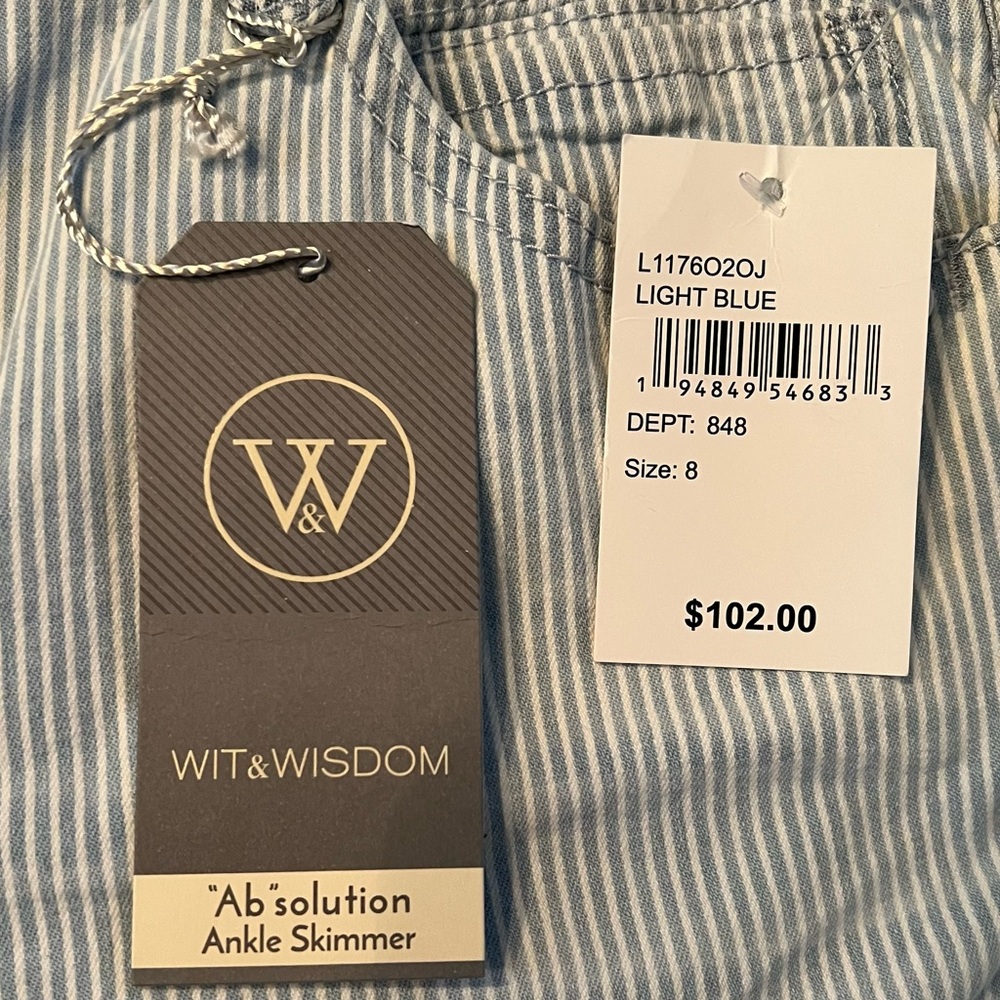 W&W
WIT&WISDOM
"Ab"solution
Ankle Skimmer
L1176O2OJ
LIGHT BLUE
1 94849 54683 3
DEPT: 848
Size: 8
$102.00